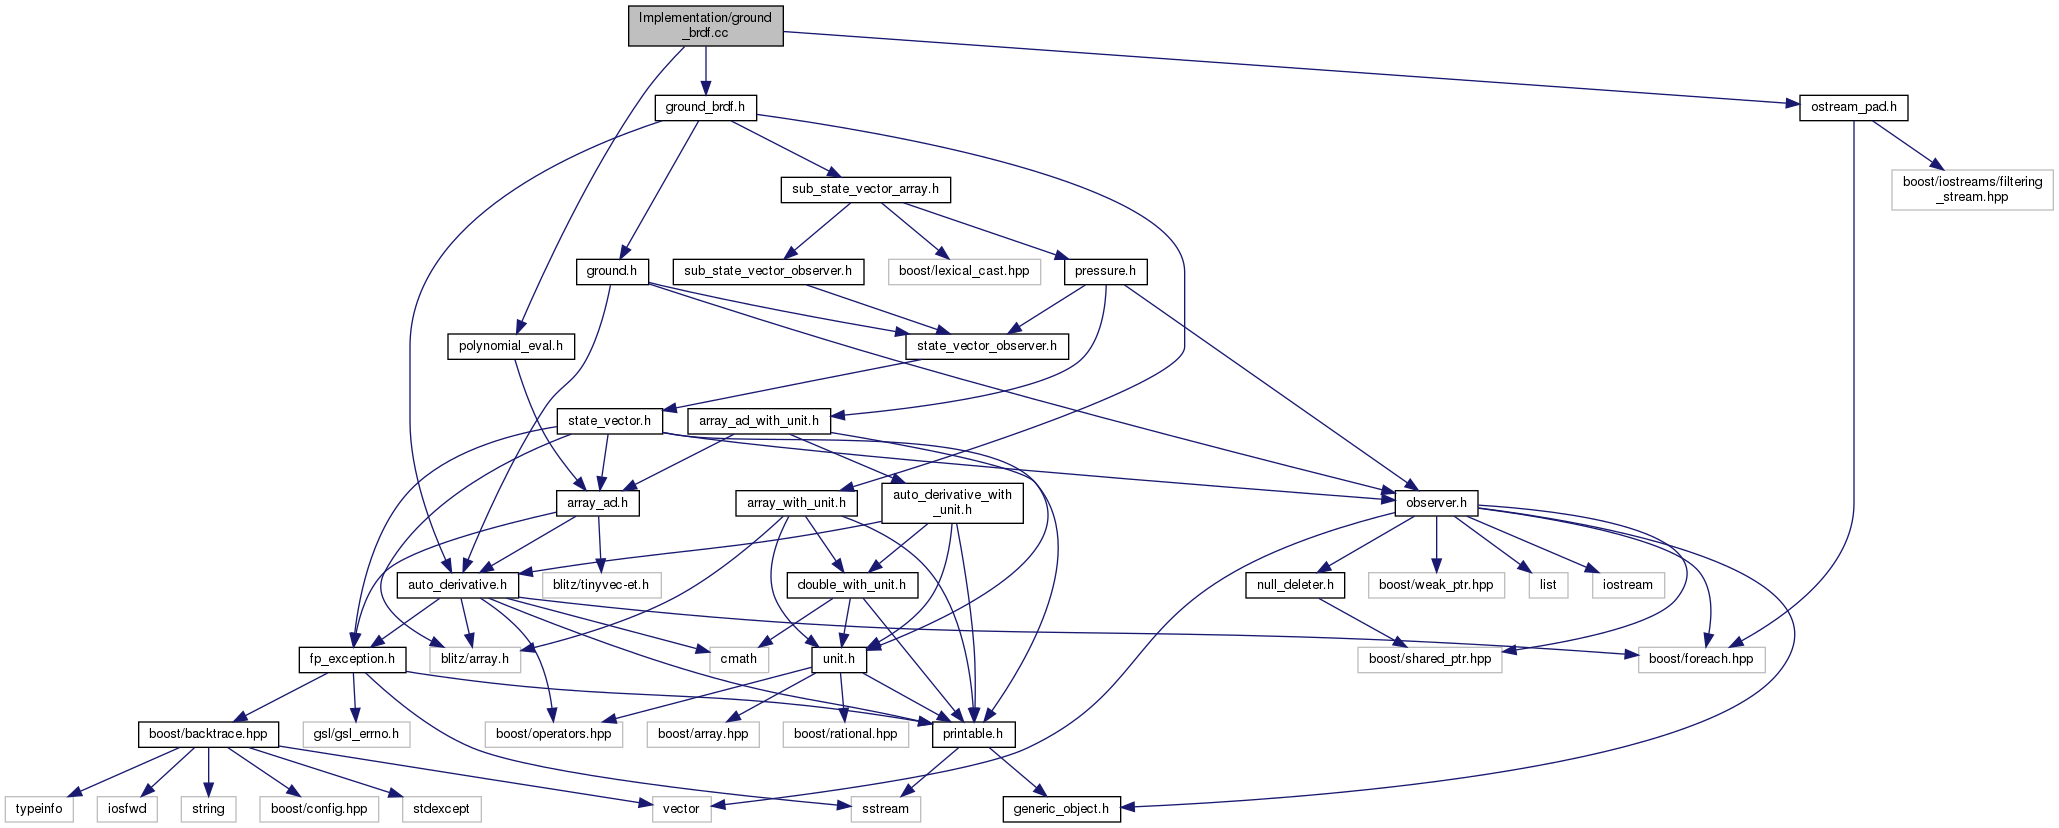 Implementation/ground
_brdf.cc
ground_brdf.h
ostream_pad.h
sub_state_vector_array.h
boost/iostreams/filtering
_stream.hpp
ground.h
sub_state_vector_observer.h
boost/lexical_cast.hpp
pressure.h
polynomial_eval.h
state_vector_observer.h
state_vector.h
array_ad_with_unit.h
array_ad.h
array_with_unit.h
auto_derivative_with
_unit.h
observer.h
auto_derivative.h
blitz/tinyvec-et.h
double_with_unit.h
null_deleter.h
boost/weak_ptr.hpp
list
iostream
fp_exception.h
blitz/array.h
cmath
unit.h
boost/shared_ptr.hpp
boost/foreach.hpp
boost/backtrace.hpp
gsl/gsl_errno.h
boost/operators.hpp
boost/array.hpp
boost/rational.hpp
printable.h
typeinfo
iosfwd
string
boost/config.hpp
stdexcept
vector
sstream
generic_object.h